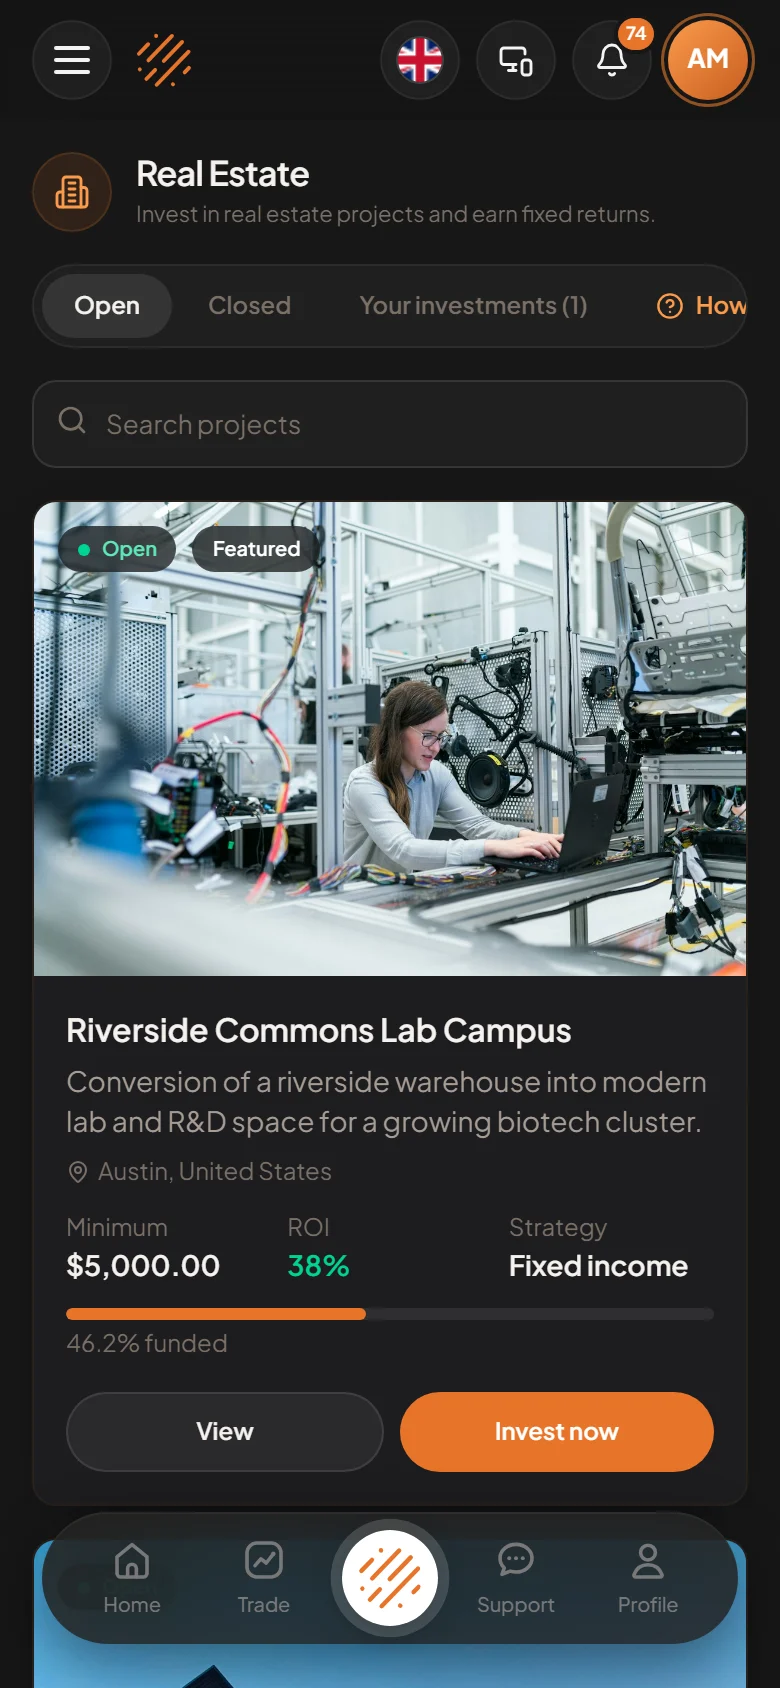 74
AM
Real Estate
Invest in real estate projects and earn fixed returns.
Open
Closed
Your investments (1)
How
Search projects
Open
Featured
Riverside Commons Lab Campus
Conversion of a riverside warehouse into modern
lab and R&D space for a growing biotech cluster.
Austin, United States
Minimum
ROI
Strategy
$5,000.00
38%
Fixed income
46.2% funded
View
Invest now
Home
Trade
Support
Profile